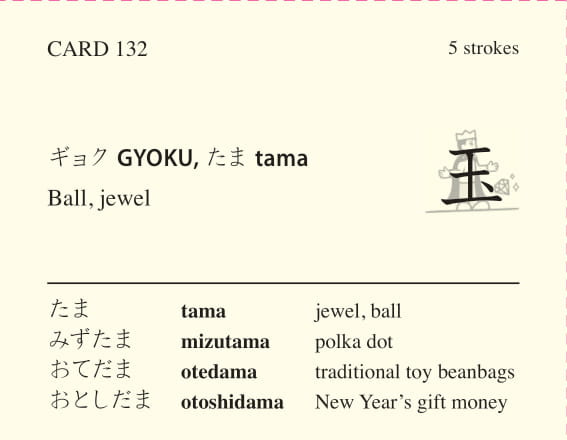 CARD 132
5 strokes
ギョク GYOKU, たま tama
Ball, jewel
玉
たま tama jewel, ball
みずたま mizutama polka dot
おてだま otedama traditional toy beanbags
おとしだま otoshidama New Year’s gift money